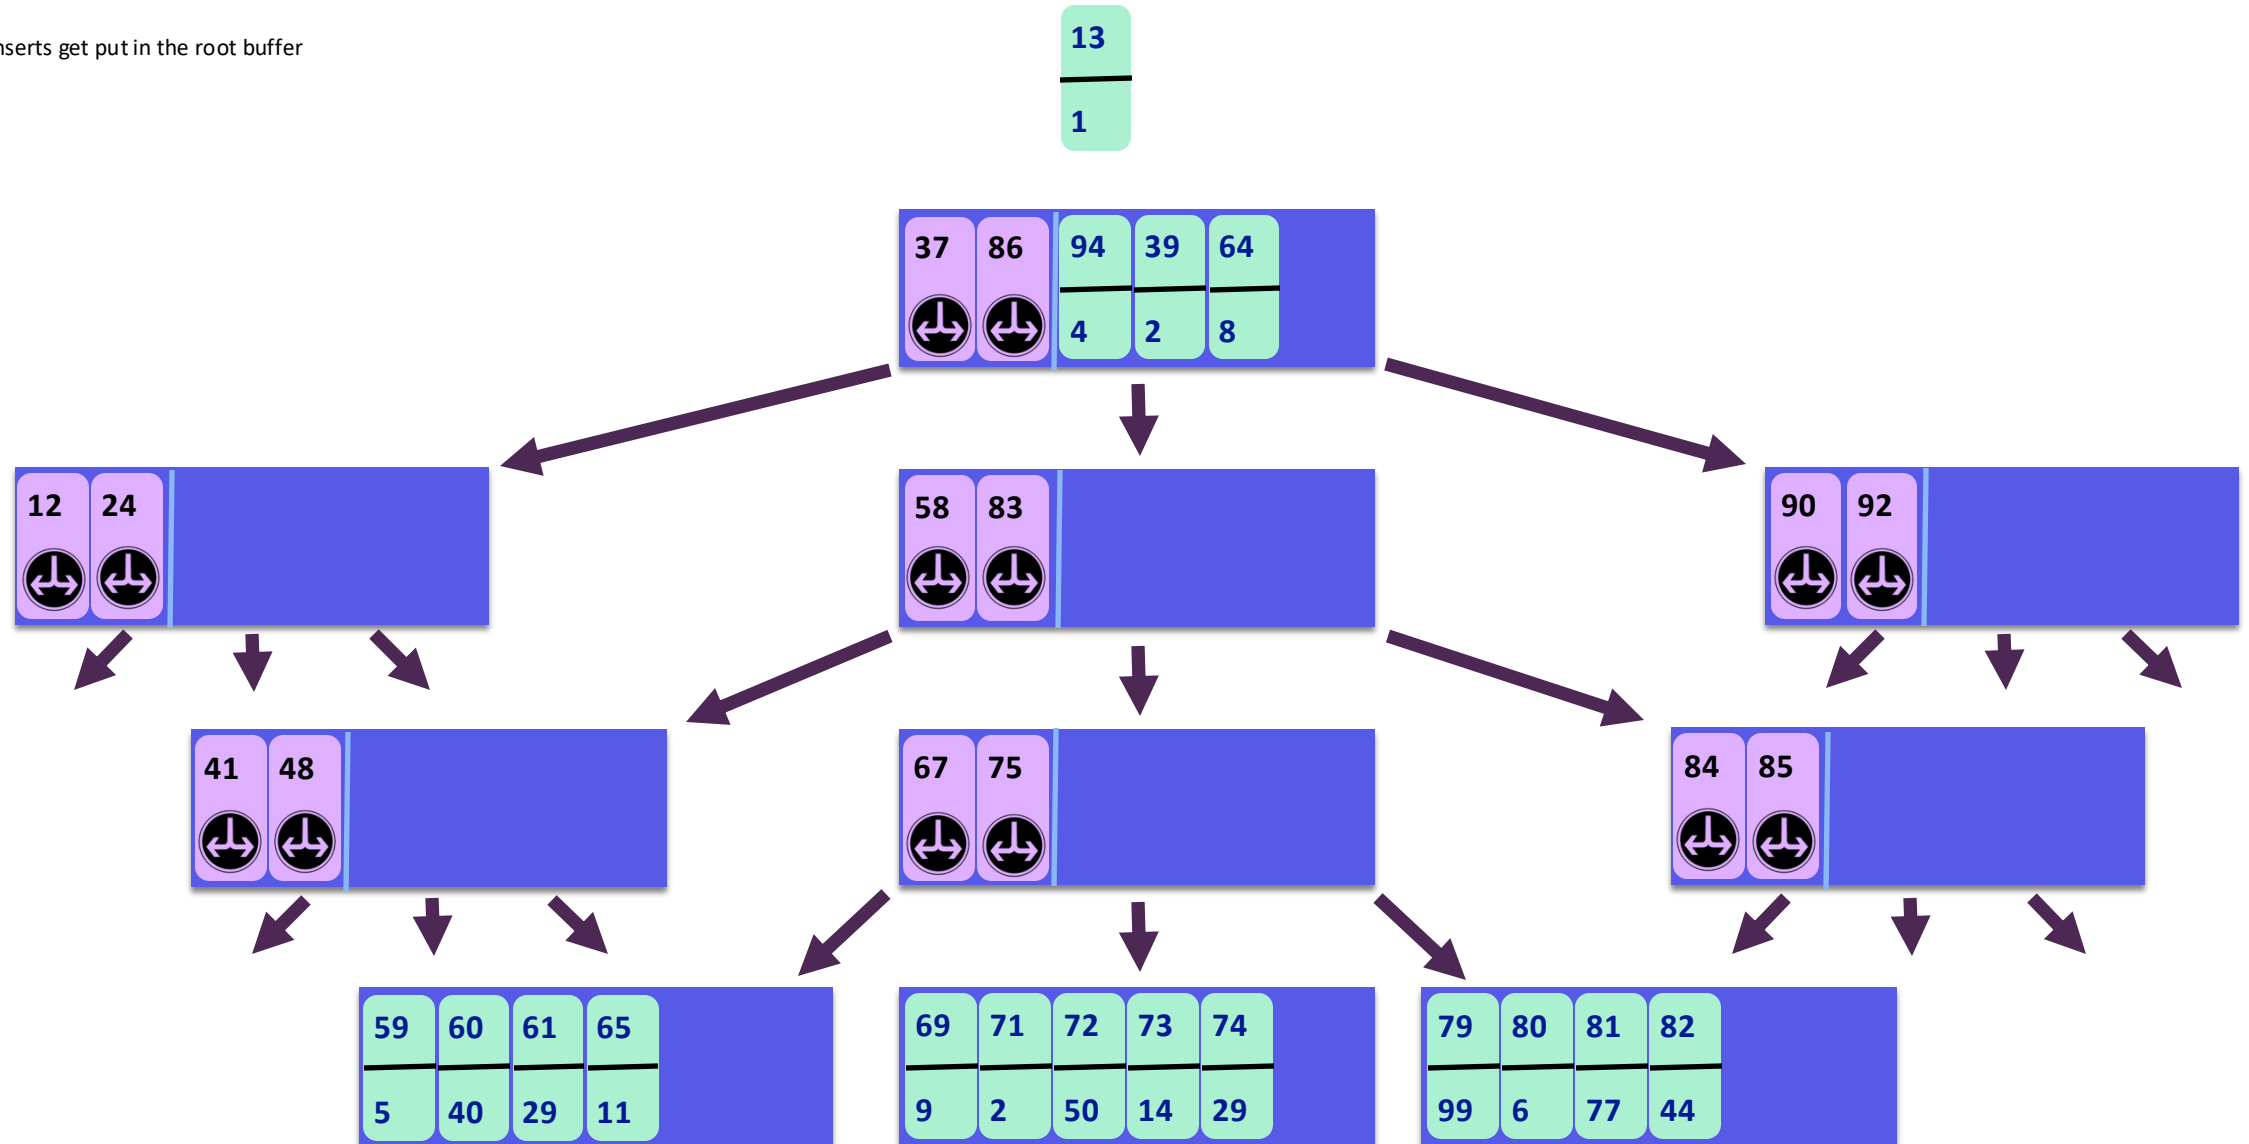 nserts get put in the root buffer
13
1
37 86 94 39 64
4 2 8
12 24 58 83 90 92
41 48 67 75 84 85
59 60 61 65 69 71 72 73 74 79 80 81 82
5 40 29 11 9 2 50 14 29 99 6 77 44